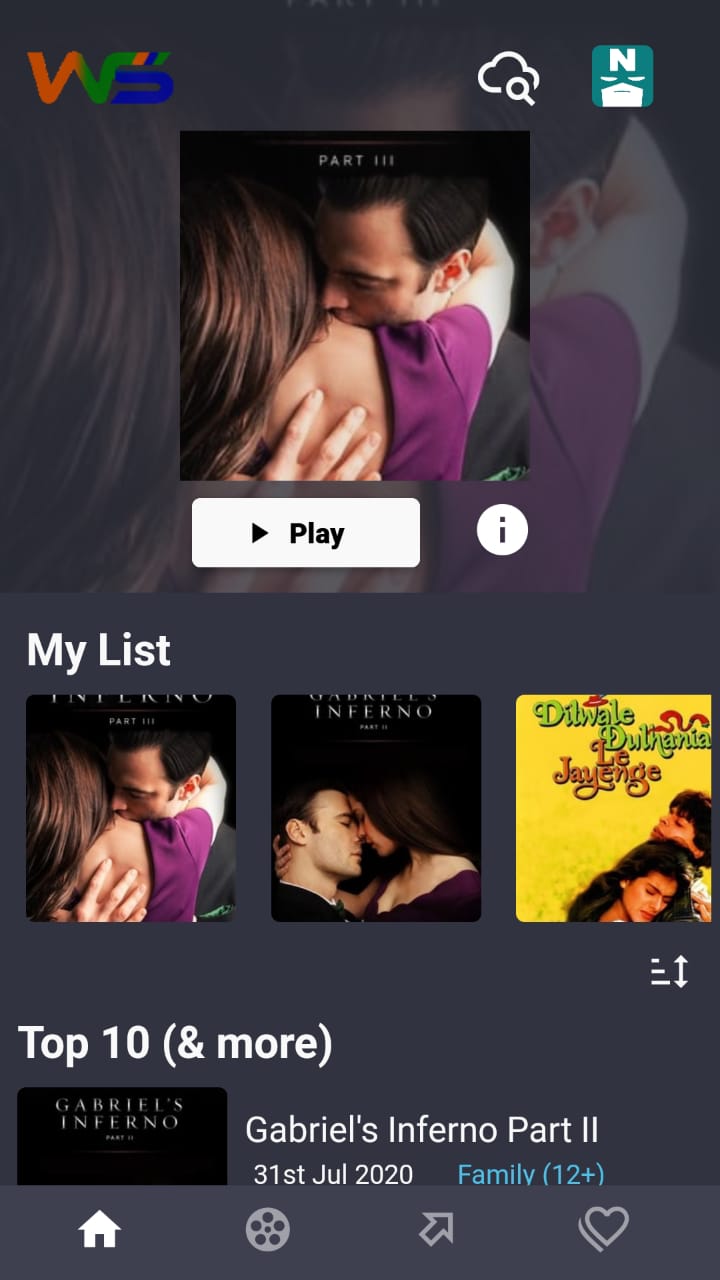 PART III
WS
N
PART III
Play
i
My List
INFERNO
PART III
GABRIEL'S
INFERNO
PART II
Dilwale
Dulhania
Le
Jayenge
Top 10 (& more)
GABRIEL'S
INFERNO
PART II
Gabriel's Inferno Part II
31st Jul 2020 Family (12+)